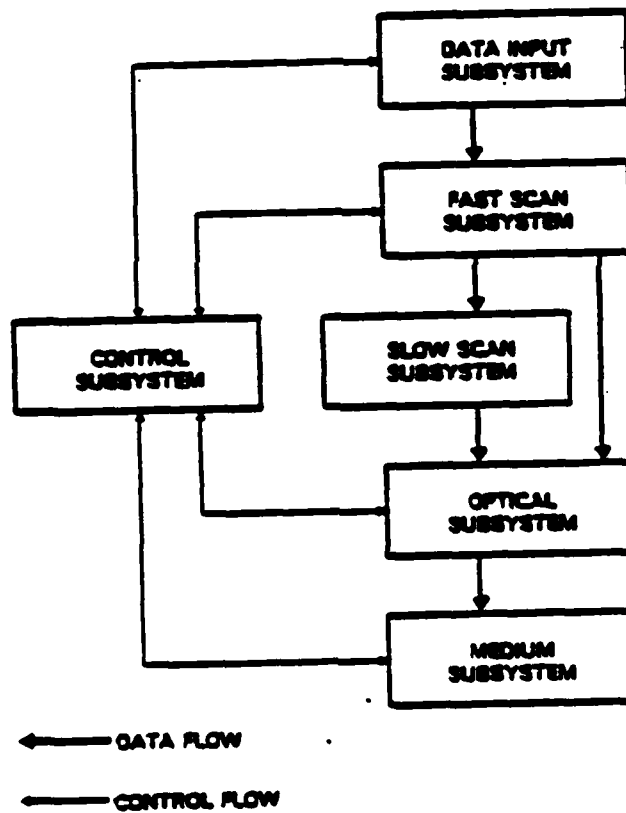 DATA INPUT
SUBSYSTEM
FAST SCAN
SUBSYSTEM
CONTROL
SUBSYSTEM
SLOW SCAN
SUBSYSTEM
OPTICAL
SUBSYSTEM
MEDIUM
SUBSYSTEM
DATA FLOW
CONTROL FLOW